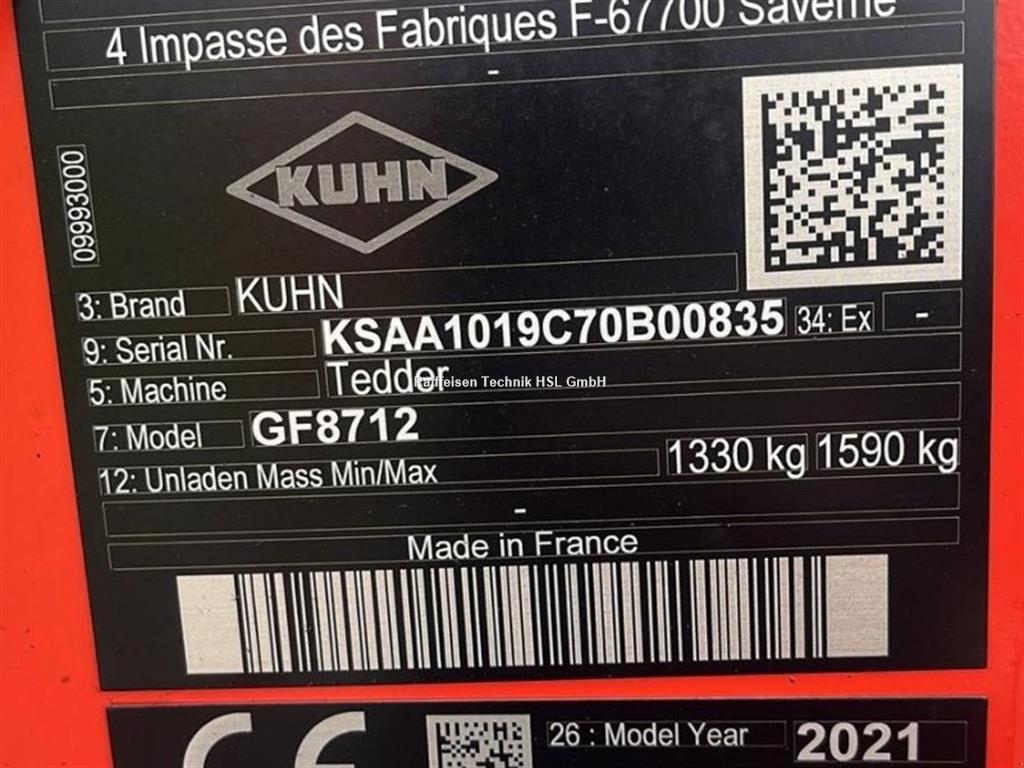 4 Impasse des Fabriques F-67700 Saverne
-
09993000
KUHN
3: Brand KUHN
9: Serial Nr. KSAA1019C70B00835 34: Ex -
5: Machine Tedder
Raiffeisen Technik HSL GmbH
7: Model GF8712
12: Unladen Mass Min/Max 1330 kg 1590 kg
-
Made in France
CE 26 : Model Year 2021